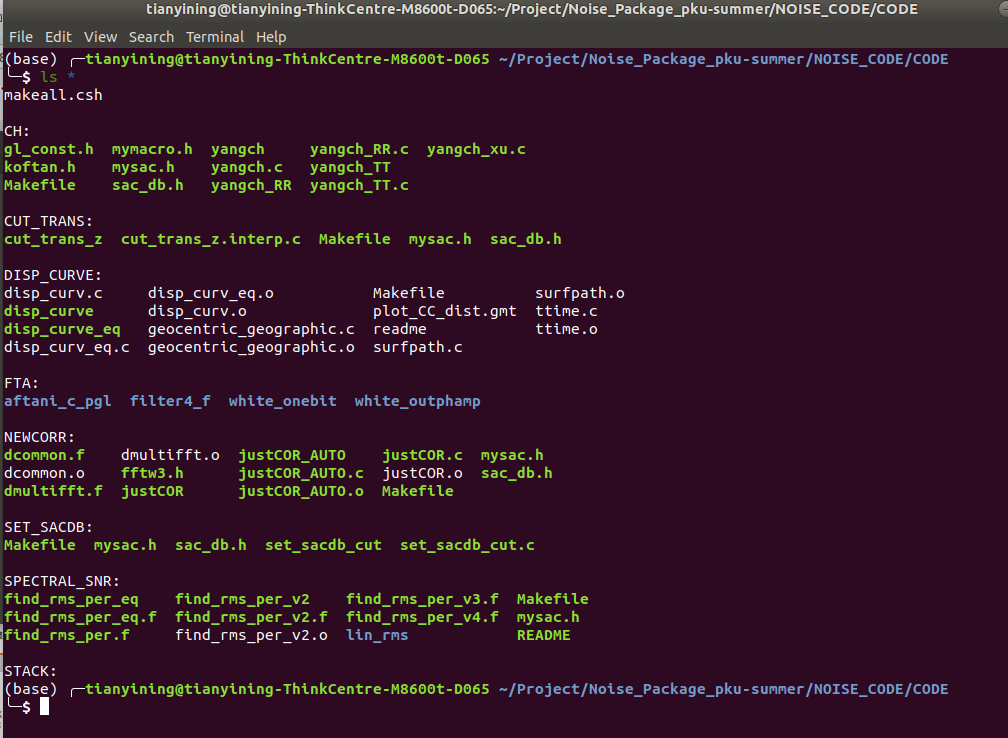 tianyining@tianyining-ThinkCentre-M8600t-D065:~/Project/Noise_Package_pku-summer/NOISE_CODE/CODE
File Edit View Search Terminal Help
(base) ╭─tianyining@tianyining-ThinkCentre-M8600t-D065 ~/Project/Noise_Package_pku-summer/NOISE_CODE/CODE
╰─$ ls *
makeall.csh
CH:
gl_const.h mymacro.h yangch yangch_RR.c yangch_xu.c
koftan.h mysac.h yangch.c yangch_TT
Makefile sac_db.h yangch_RR yangch_TT.c
CUT_TRANS:
cut_trans_z cut_trans_z.interp.c Makefile mysac.h sac_db.h
DISP_CURVE:
disp_curv.c disp_curv_eq.o Makefile surfpath.o
disp_curve disp_curv.o plot_CC_dist.gmt ttime.c
disp_curve_eq geocentric_geographic.c readme ttime.o
disp_curv_eq.c geocentric_geographic.o surfpath.c
FTA:
aftani_c_pgl filter4_f white_onebit white_outphamp
NEWCORR:
dcommon.f dmultifft.o justCOR_AUTO justCOR.c mysac.h
dcommon.o fftw3.h justCOR_AUTO.c justCOR.o sac_db.h
dmultifft.f justCOR justCOR_AUTO.o Makefile
SET_SACDB:
Makefile mysac.h sac_db.h set_sacdb_cut set_sacdb_cut.c
SPECTRAL_SNR:
find_rms_per_eq find_rms_per_v2 find_rms_per_v3.f Makefile
find_rms_per_eq.f find_rms_per_v2.f find_rms_per_v4.f mysac.h
find_rms_per.f find_rms_per_v2.o lin_rms README
STACK:
(base) ╭─tianyining@tianyining-ThinkCentre-M8600t-D065 ~/Project/Noise_Package_pku-summer/NOISE_CODE/CODE
╰─$